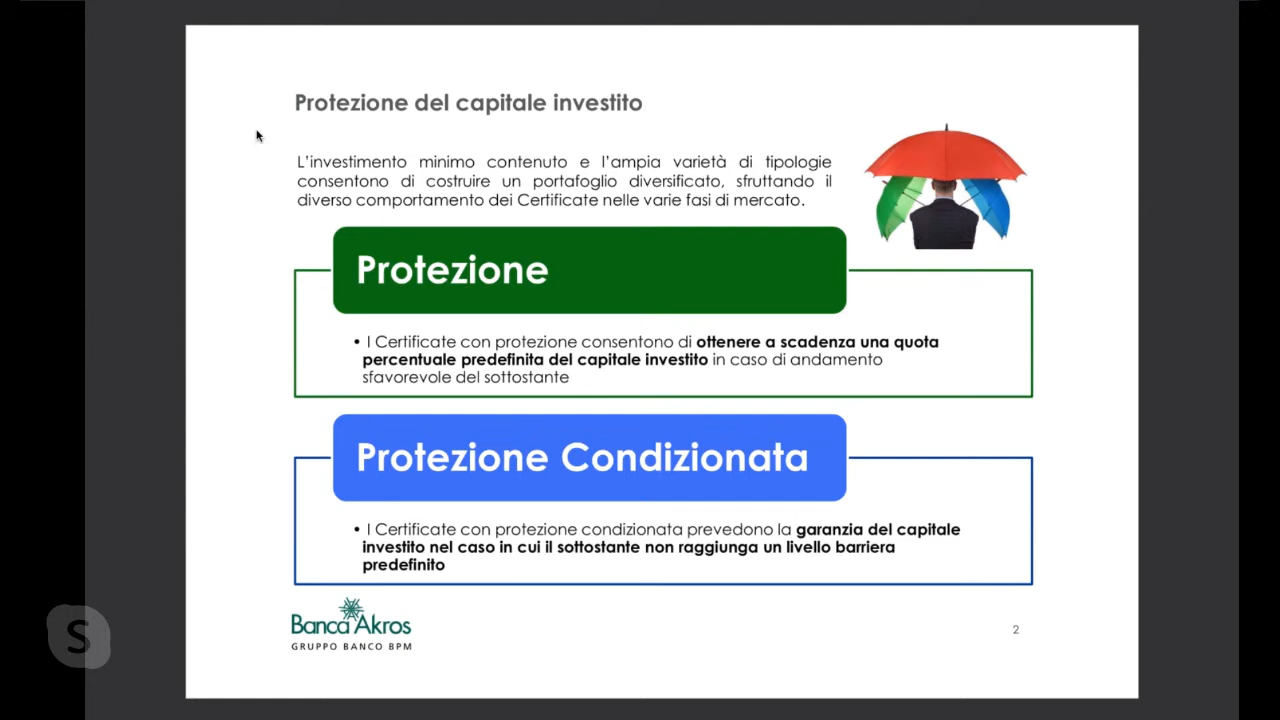 Protezione del capitale investito
L'investimento minimo contenuto e l'ampia varietà di tipologie
consentono di costruire un portafoglio diversificato, sfruttando il
diverso comportamento dei Certificate nelle varie fasi di mercato.
Protezione
• I Certificate con protezione consentono di ottenere a scadenza una quota
percentuale predefinita del capitale investito in caso di andamento
sfavorevole del sottostante
Protezione Condizionata
• I Certificate con protezione condizionata prevedono la garanzia del capitale
investito nel caso in cui il sottostante non raggiunga un livello barriera
predefinito
Banca Akros
GRUPPO BANCO BPM
2
S